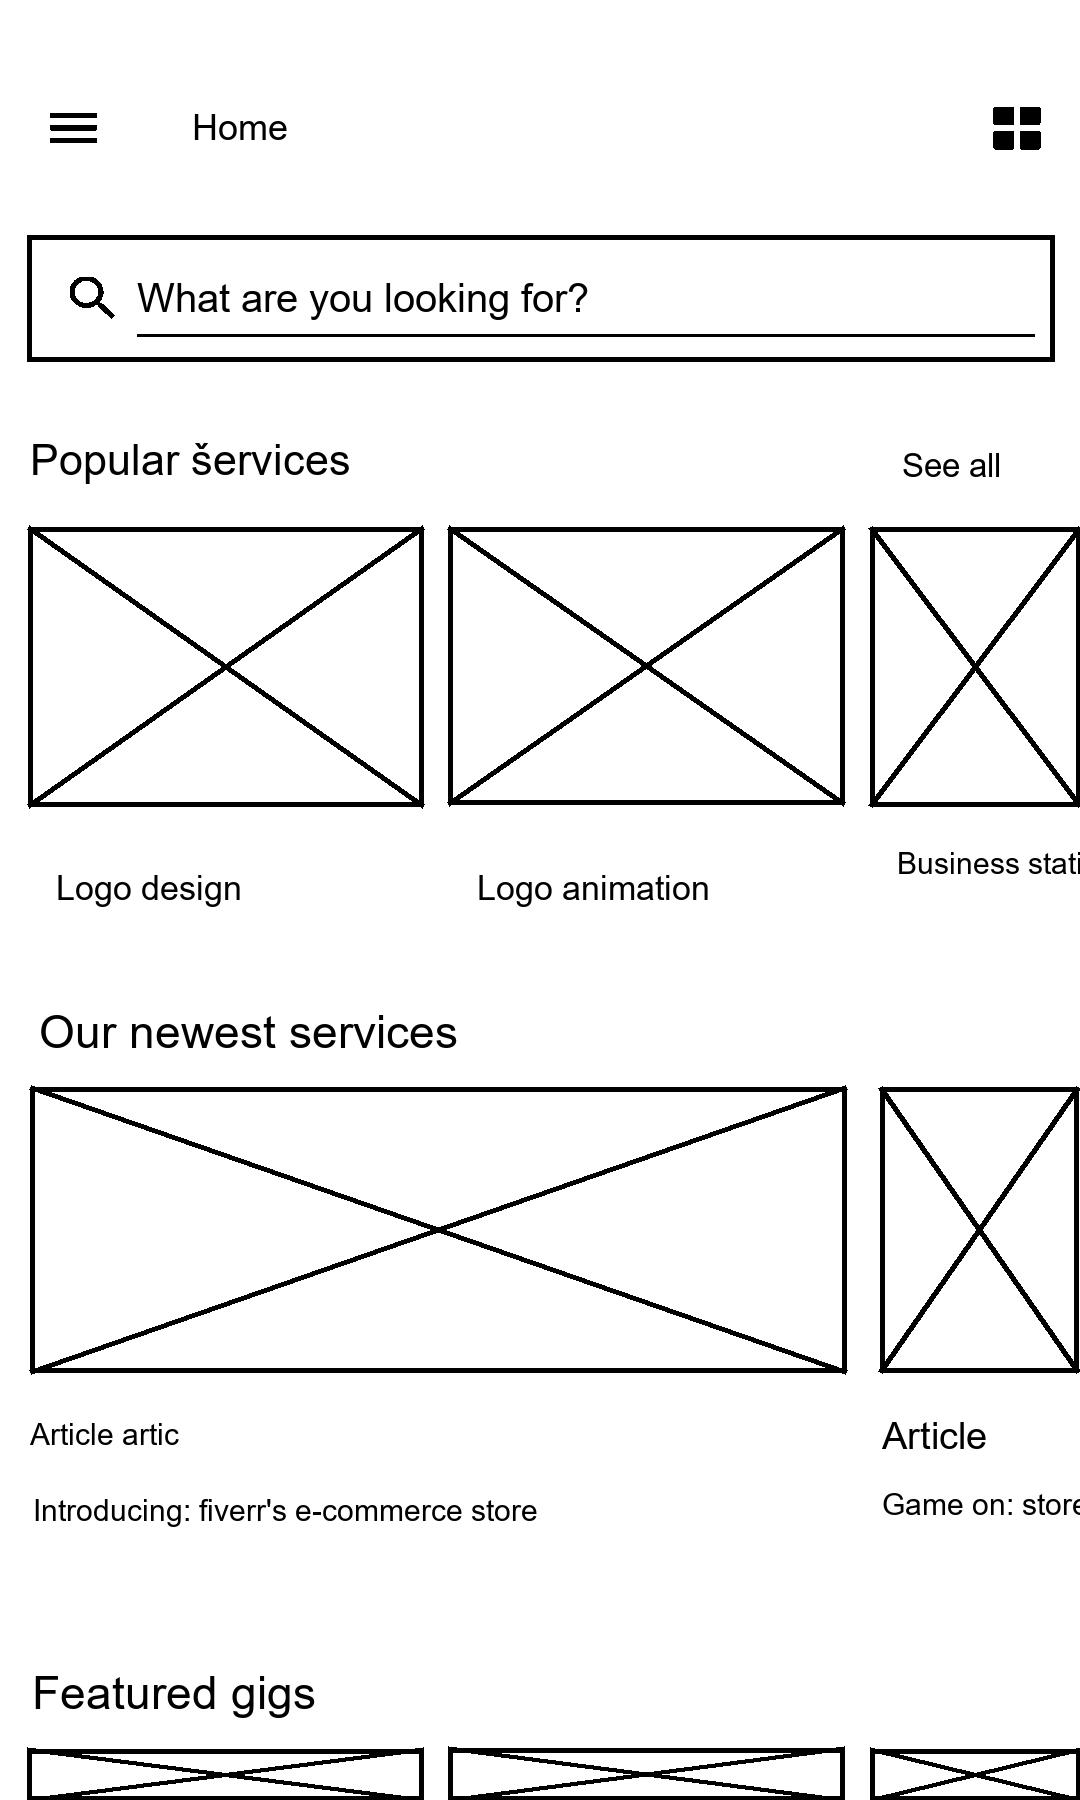 Home
What are you looking for?
Popular šervices
See all
Logo design
Logo animation
Business stati
Our newest services
Article artic
Article
Introducing: fiverr's e-commerce store
Game on: store
Featured gigs